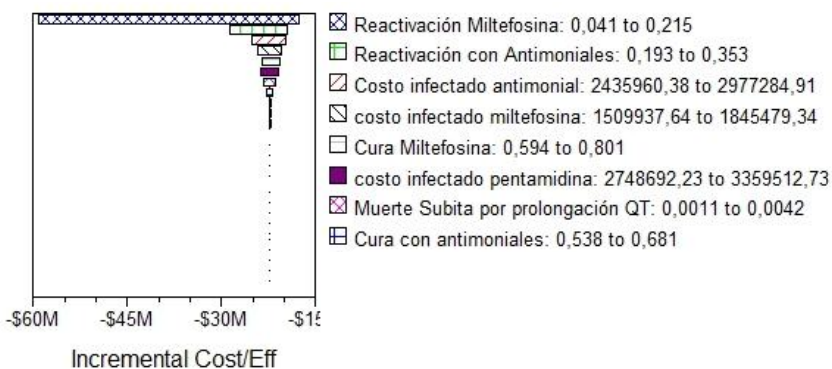 Reactivación Miltefosina: 0,041 to 0,215
Reactivación con Antimoniales: 0,193 to 0,353
Costo infectado antimonial: 2435960,38 to 2977284,91
costo infectado miltefosina: 1509937,64 to 1845479,34
Cura Miltefosina: 0,594 to 0,801
costo infectado pentamidina: 2748692,23 to 3359512,73
Muerte Subita por prolongación QT: 0,0011 to 0,0042
Cura con antimoniales: 0,538 to 0,681
-$60M -$45M -$30M
Incremental Cost/Eff